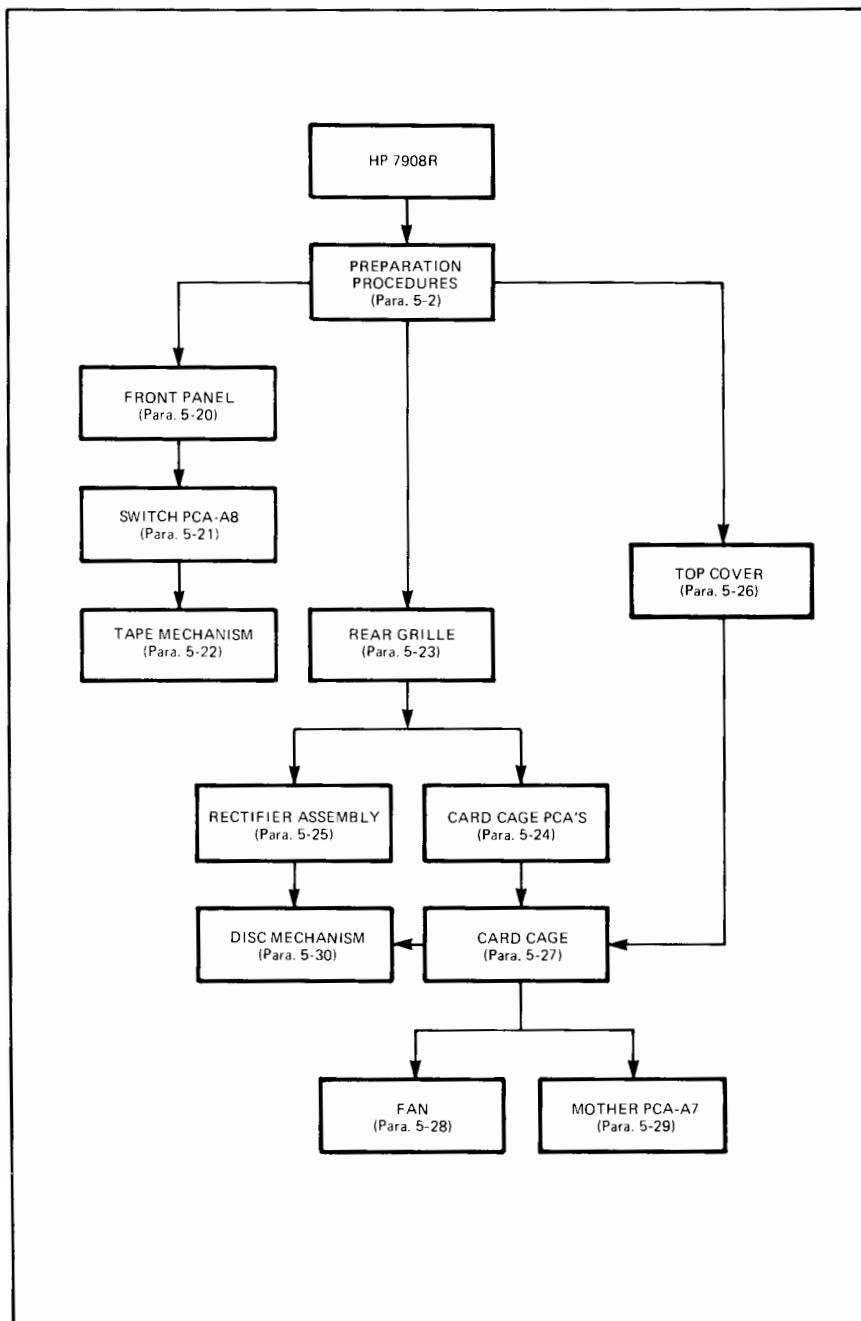 HP 7908R
PREPARATION
PROCEDURES
(Para. 5-2)
FRONT PANEL
(Para. 5-20)
SWITCH PCA-A8
(Para. 5-21)
TOP COVER
(Para. 5-26)
TAPE MECHANISM
(Para. 5-22)
REAR GRILLE
(Para. 5-23)
RECTIFIER ASSEMBLY
(Para. 5-25)
CARD CAGE PCA'S
(Para. 5-24)
DISC MECHANISM
(Para. 5-30)
CARD CAGE
(Para. 5-27)
FAN
(Para. 5-28)
MOTHER PCA-A7
(Para. 5-29)